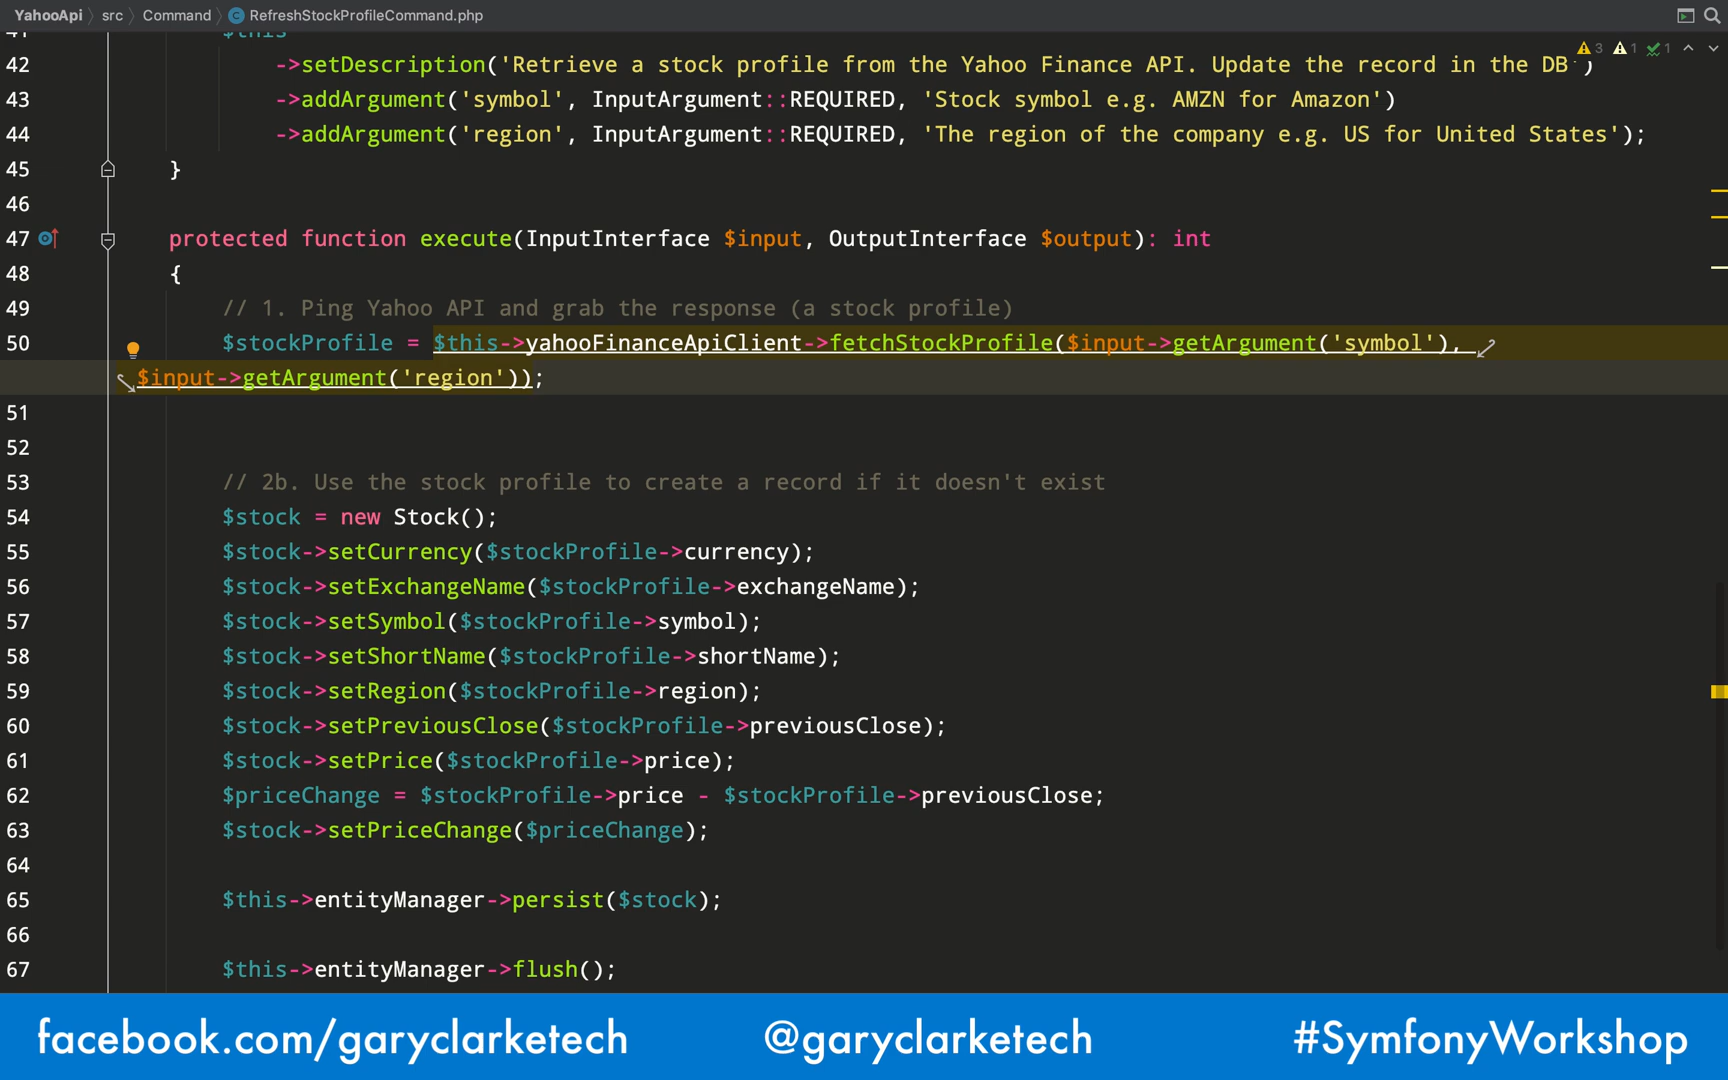 YahooApi src Command RefreshStockProfileCommand.php
3 1 1
41 $this
42 ->setDescription('Retrieve a stock profile from the Yahoo Finance API. Update the record in the DB')
43 ->addArgument('symbol', InputArgument::REQUIRED, 'Stock symbol e.g. AMZN for Amazon')
44 ->addArgument('region', InputArgument::REQUIRED, 'The region of the company e.g. US for United States');
45 }
46
47 protected function execute(InputInterface $input, OutputInterface $output): int
48 {
49 // 1. Ping Yahoo API and grab the response (a stock profile)
50 $stockProfile = $this->yahooFinanceApiClient->fetchStockProfile($input->getArgument('symbol'),
$input->getArgument('region'));
51
52
53 // 2b. Use the stock profile to create a record if it doesn't exist
54 $stock = new Stock();
55 $stock->setCurrency($stockProfile->currency);
56 $stock->setExchangeName($stockProfile->exchangeName);
57 $stock->setSymbol($stockProfile->symbol);
58 $stock->setShortName($stockProfile->shortName);
59 $stock->setRegion($stockProfile->region);
60 $stock->setPreviousClose($stockProfile->previousClose);
61 $stock->setPrice($stockProfile->price);
62 $priceChange = $stockProfile->price - $stockProfile->previousClose;
63 $stock->setPriceChange($priceChange);
64
65 $this->entityManager->persist($stock);
66
67 $this->entityManager->flush();
facebook.com/garyclarketech @garyclarketech #SymfonyWorkshop